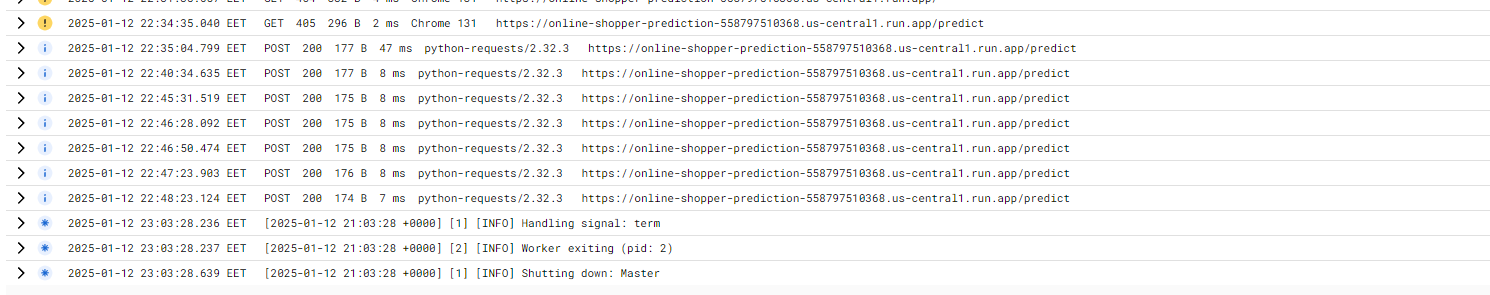 ! 2025-01-12 22:34:35.040 EET GET 405 296 B 2 ms Chrome 131 https://online-shopper-prediction-558797510368.us-central1.run.app/predict
i 2025-01-12 22:35:04.799 EET POST 200 177 B 47 ms python-requests/2.32.3 https://online-shopper-prediction-558797510368.us-central1.run.app/predict
i 2025-01-12 22:40:34.635 EET POST 200 177 B 8 ms python-requests/2.32.3 https://online-shopper-prediction-558797510368.us-central1.run.app/predict
i 2025-01-12 22:45:31.519 EET POST 200 175 B 8 ms python-requests/2.32.3 https://online-shopper-prediction-558797510368.us-central1.run.app/predict
i 2025-01-12 22:46:28.092 EET POST 200 175 B 8 ms python-requests/2.32.3 https://online-shopper-prediction-558797510368.us-central1.run.app/predict
i 2025-01-12 22:46:50.474 EET POST 200 175 B 8 ms python-requests/2.32.3 https://online-shopper-prediction-558797510368.us-central1.run.app/predict
i 2025-01-12 22:47:23.903 EET POST 200 176 B 8 ms python-requests/2.32.3 https://online-shopper-prediction-558797510368.us-central1.run.app/predict
i 2025-01-12 22:48:23.124 EET POST 200 174 B 7 ms python-requests/2.32.3 https://online-shopper-prediction-558797510368.us-central1.run.app/predict
2025-01-12 23:03:28.236 EET [2025-01-12 21:03:28 +0000] [1] [INFO] Handling signal: term
2025-01-12 23:03:28.237 EET [2025-01-12 21:03:28 +0000] [2] [INFO] Worker exiting (pid: 2)
2025-01-12 23:03:28.639 EET [2025-01-12 21:03:28 +0000] [1] [INFO] Shutting down: Master